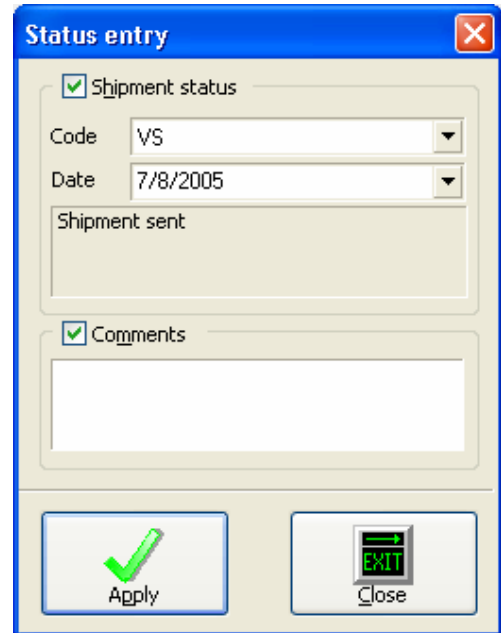 Status entry
Shipment status
Code VS
Date 7/8/2005
Shipment sent
Comments
EXIT
Apply Close